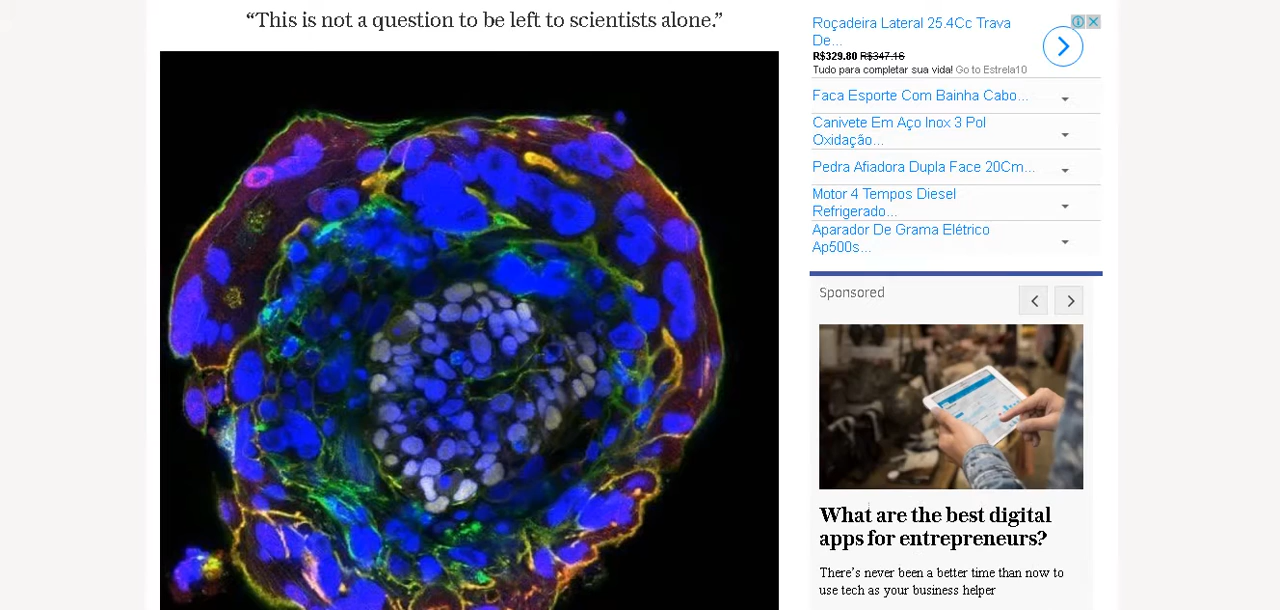 “This is not a question to be left to scientists alone.”
Roçadeira Lateral 25.4Cc Trava
De...
R$329.80 R$347.16
Tudo para completar sua vida! Go to Estrela10
Faca Esporte Com Bainha Cabo...
Canivete Em Aço Inox 3 Pol
Oxidação...
Pedra Afiadora Dupla Face 20Cm...
Motor 4 Tempos Diesel
Refrigerado...
Aparador De Grama Elétrico
Ap500s...
Sponsored
What are the best digital
apps for entrepreneurs?
There’s never been a better time than now to
use tech as your business helper